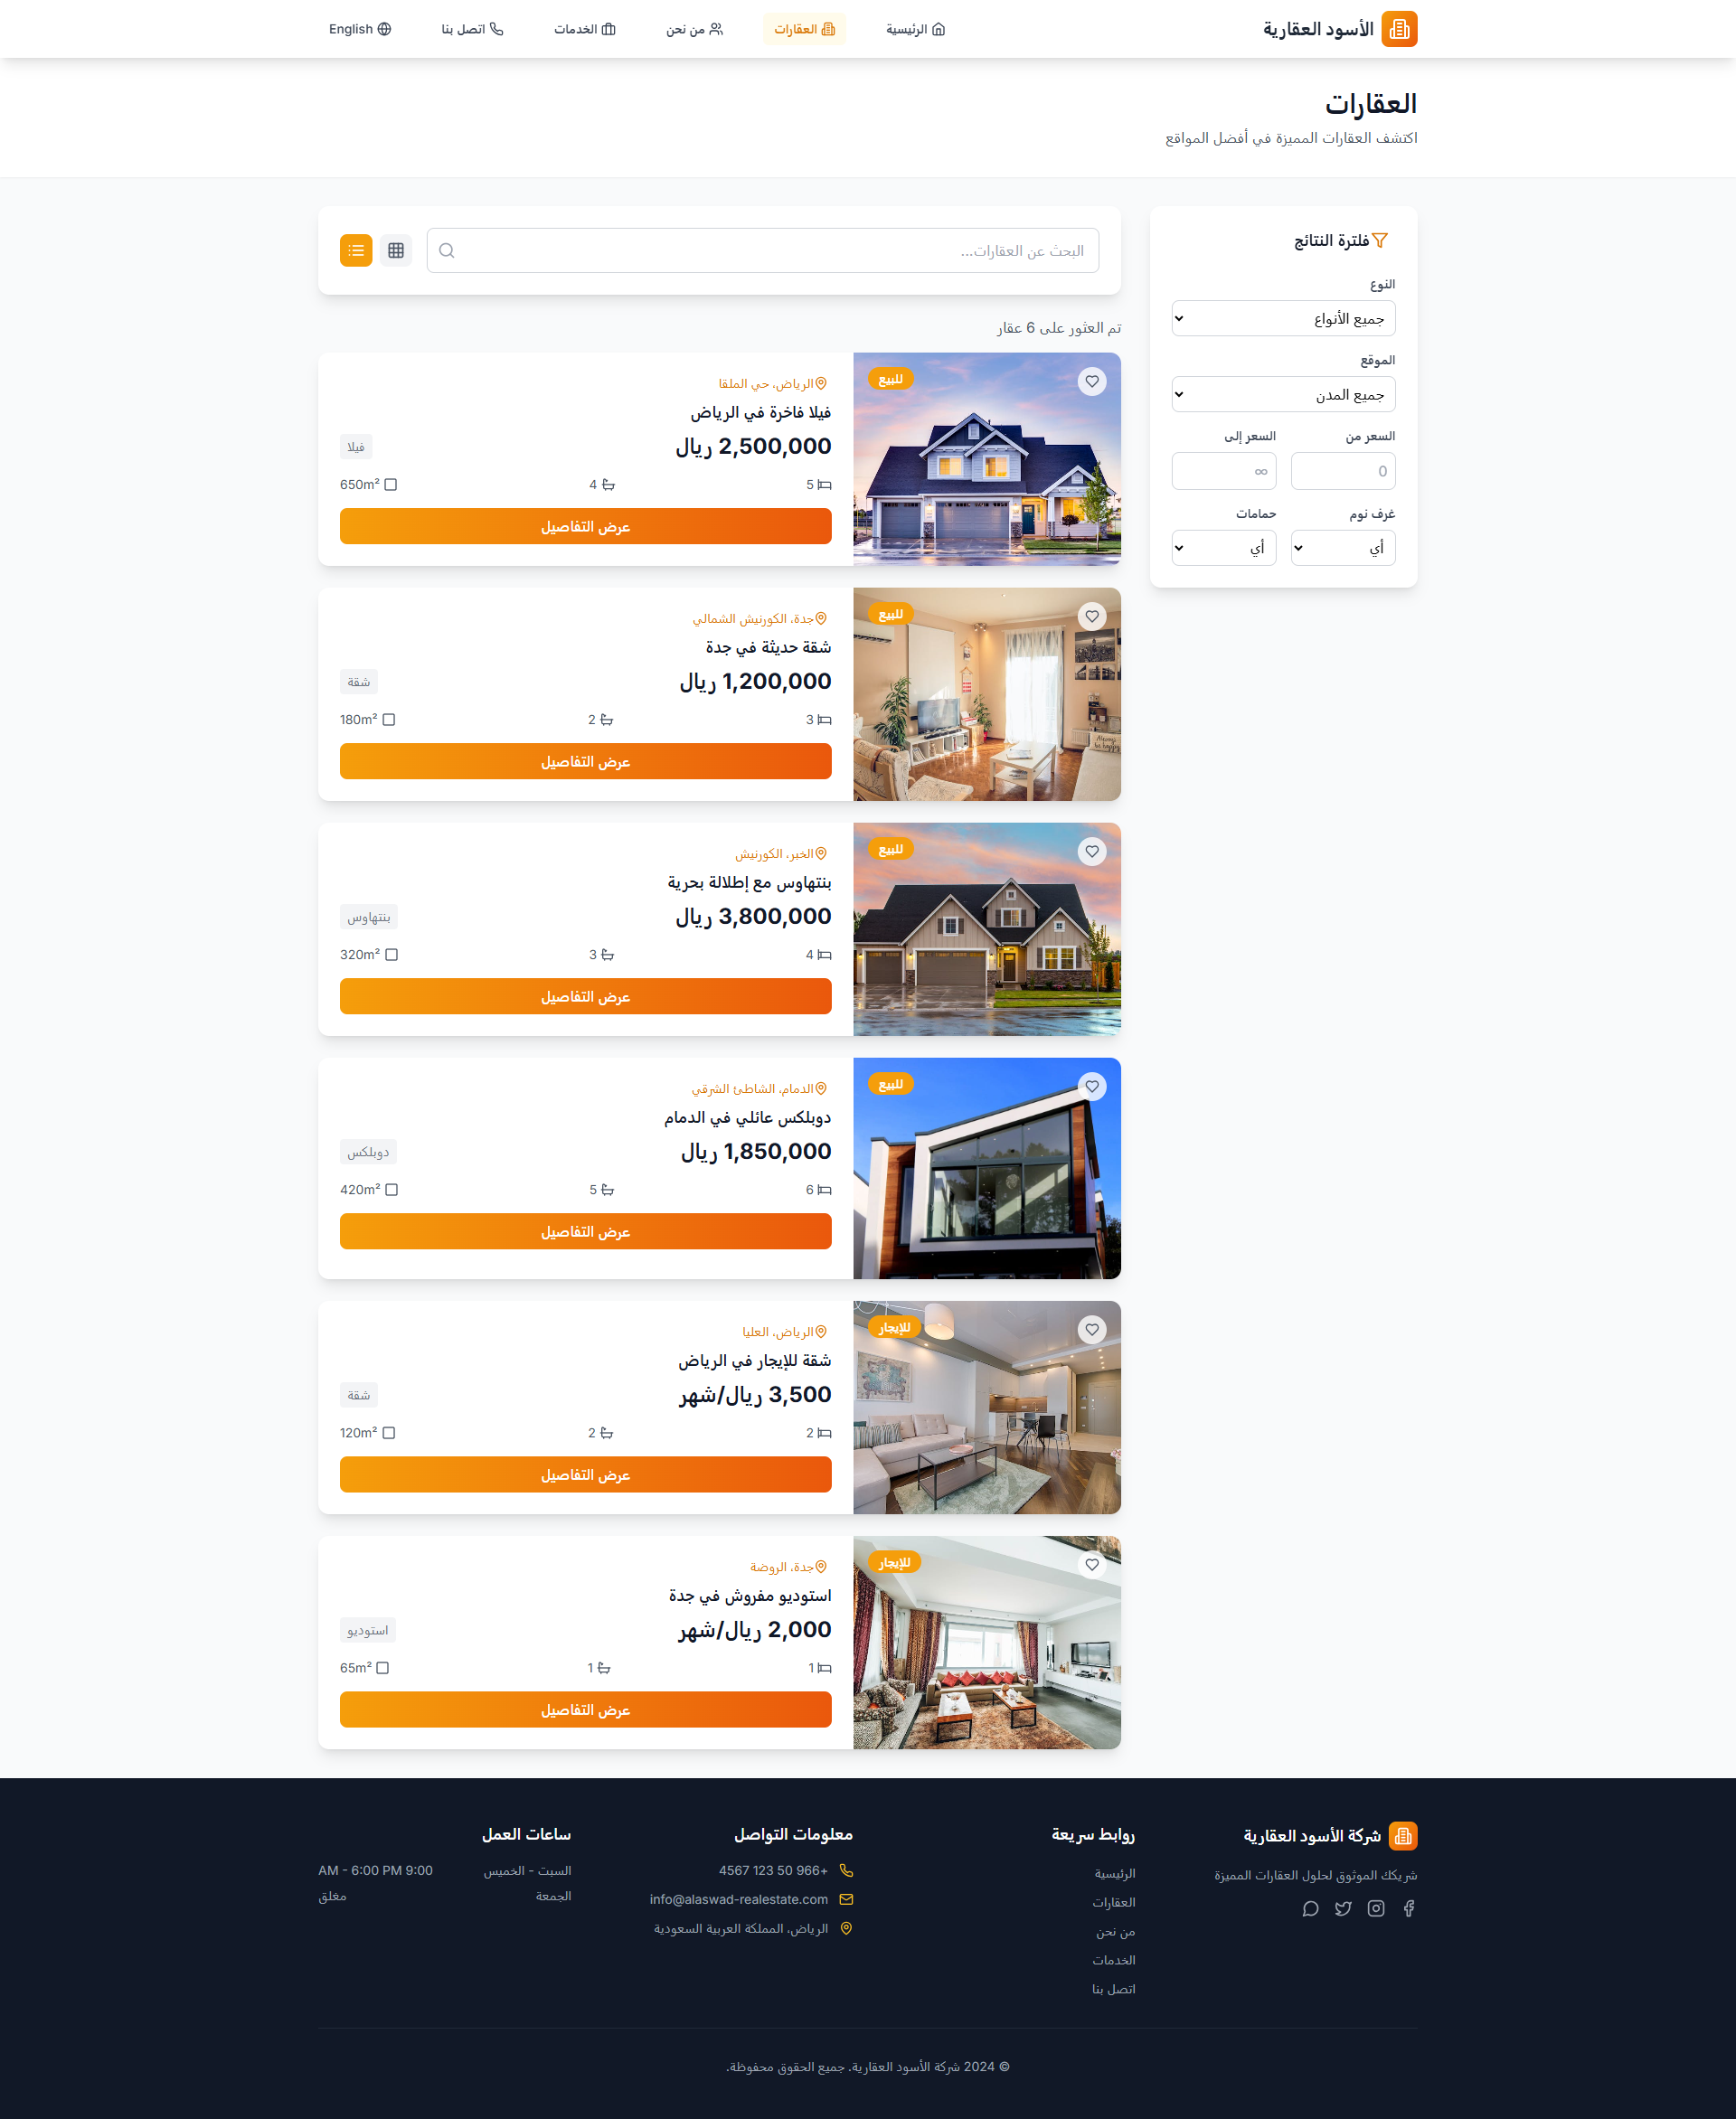 الأسود العقارية
الرئيسية
العقارات
من نحن
الخدمات
اتصل بنا
English
العقارات
اكتشف العقارات المميزة في أفضل المواقع
فلترة النتائج
النوع
جميع الأنواع
الموقع
جميع المدن
السعر من
السعر إلى
0
∞
غرف نوم
حمامات
أي
أي
البحث عن العقارات...
تم العثور على 6 عقار
للبيع
الرياض، حي الملقا
فيلا فاخرة في الرياض
2,500,000 ريال
فيلا
5
4
650m²
عرض التفاصيل
للبيع
جدة، الكورنيش الشمالي
شقة حديثة في جدة
1,200,000 ريال
شقة
3
2
180m²
عرض التفاصيل
للبيع
الخبر، الكورنيش
بنتهاوس مع إطلالة بحرية
3,800,000 ريال
بنتهاوس
4
3
320m²
عرض التفاصيل
للبيع
الدمام، الشاطئ الشرقي
دوبلكس عائلي في الدمام
1,850,000 ريال
دوبلكس
6
5
420m²
عرض التفاصيل
للإيجار
الرياض، العليا
شقة للإيجار في الرياض
3,500 ريال/شهر
شقة
2
2
120m²
عرض التفاصيل
للإيجار
جدة، الروضة
استوديو مفروش في جدة
2,000 ريال/شهر
استوديو
1
1
65m²
عرض التفاصيل
شركة الأسود العقارية
شريكك الموثوق لحلول العقارات المميزة
روابط سريعة
الرئيسية
العقارات
من نحن
الخدمات
اتصل بنا
معلومات التواصل
+966 50 123 4567
info@alaswad-realestate.com
الرياض، المملكة العربية السعودية
ساعات العمل
السبت - الخميس
9:00 AM - 6:00 PM
الجمعة
مغلق
© 2024 شركة الأسود العقارية. جميع الحقوق محفوظة.